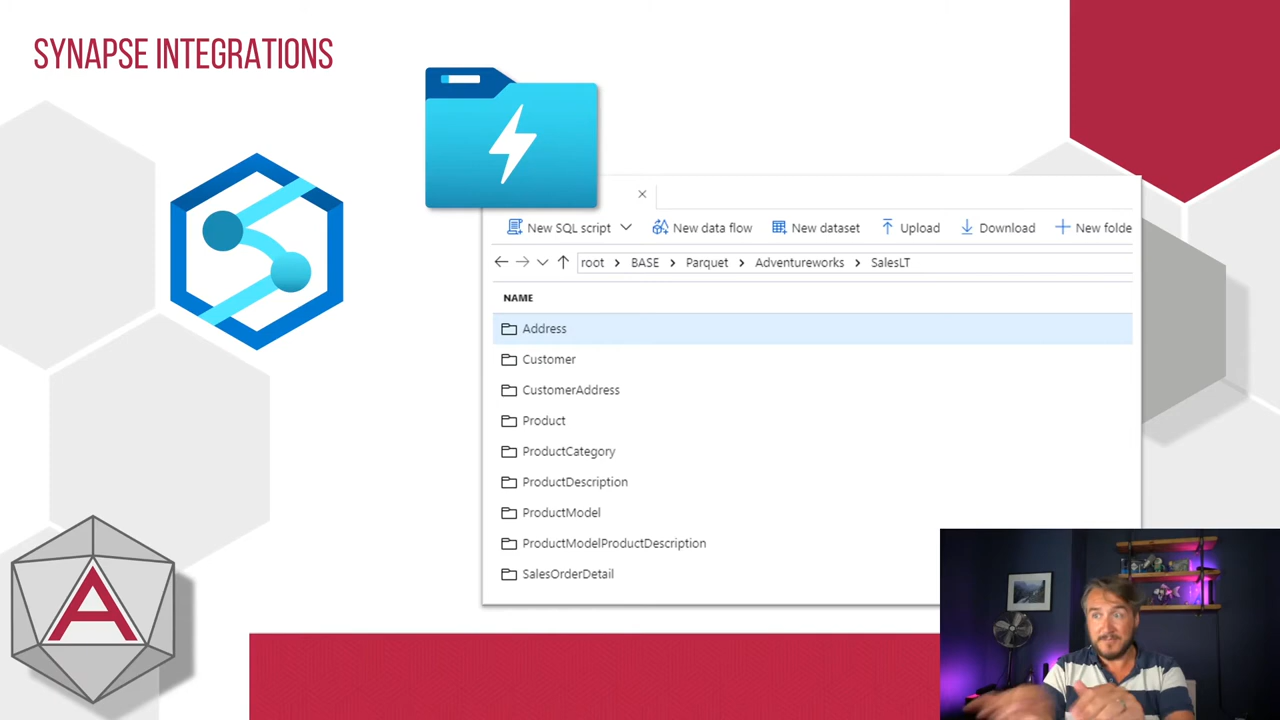 SYNAPSE INTEGRATIONS
New SQL script New data flow New dataset Upload Download New folde
root > BASE > Parquet > Adventureworks > SalesLT
NAME
Address
Customer
CustomerAddress
Product
ProductCategory
ProductDescription
ProductModel
ProductModelProductDescription
SalesOrderDetail
A